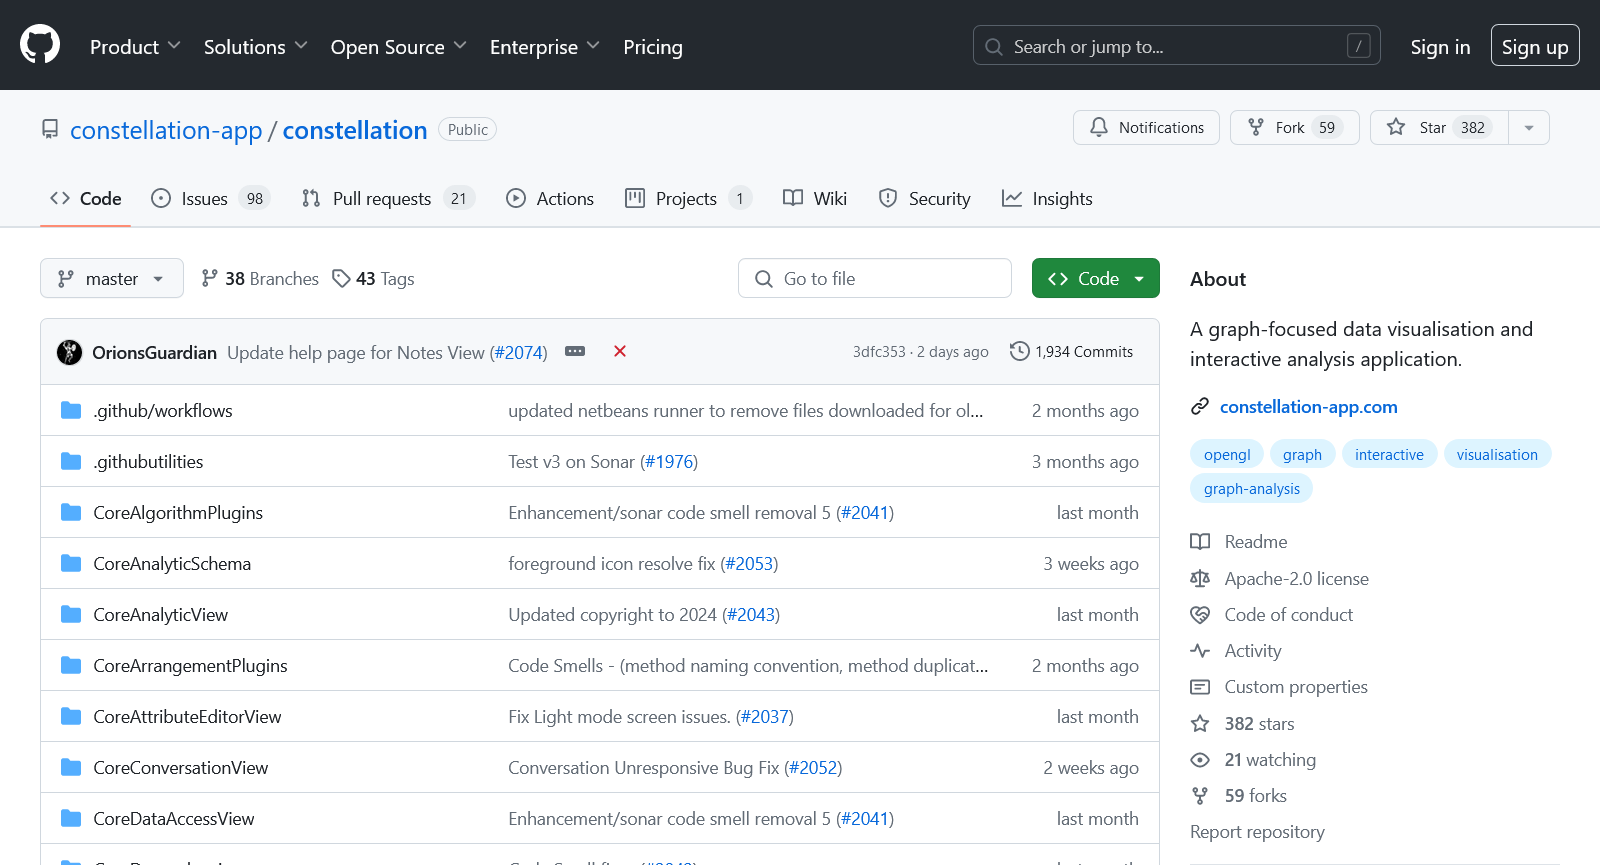 Product Solutions Open Source Enterprise Pricing Search or jump to... / Sign in Sign up
constellation-app / constellation Public Notifications Fork 59 Star 382
Code Issues 98 Pull requests 21 Actions Projects 1 Wiki Security Insights
master 38 Branches 43 Tags Go to file Code
OrionsGuardian Update help page for Notes View (#2074) 3dfc353 · 2 days ago 1,934 Commits
.github/workflows updated netbeans runner to remove files downloaded for ol... 2 months ago
.githubutilities Test v3 on Sonar (#1976) 3 months ago
CoreAlgorithmPlugins Enhancement/sonar code smell removal 5 (#2041) last month
CoreAnalyticSchema foreground icon resolve fix (#2053) 3 weeks ago
CoreAnalyticView Updated copyright to 2024 (#2043) last month
CoreArrangementPlugins Code Smells - (method naming convention, method duplicat... 2 months ago
CoreAttributeEditorView Fix Light mode screen issues. (#2037) last month
CoreConversationView Conversation Unresponsive Bug Fix (#2052) 2 weeks ago
CoreDataAccessView Enhancement/sonar code smell removal 5 (#2041) last month
About
A graph-focused data visualisation and
interactive analysis application.
constellation-app.com
opengl graph interactive visualisation
graph-analysis
Readme
Apache-2.0 license
Code of conduct
Activity
Custom properties
382 stars
21 watching
59 forks
Report repository